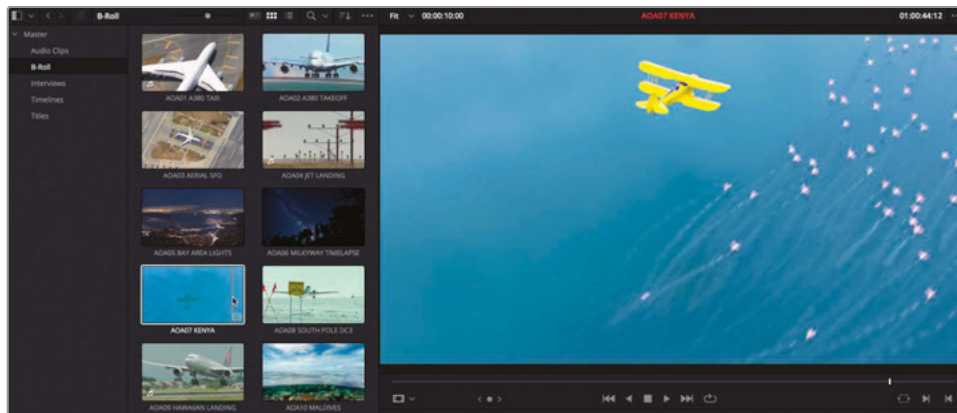 B-Roll
Fit
00:00:10:00
AOA07 KENYA
01:00:44:12
Master
Audio Clips
B-Roll
Interviews
Timelines
Titles
AOA01 A380 TAXI
AOA02 A380 TAKEOFF
AOA03 AERIAL SFO
AOA04 JET LANDING
AOA05 BAY AREA LIGHTS
AOA06 MILKYWAY TIMELAPSE
AOA07 KENYA
AOA08 SOUTH POLE DC3
AOA09 HAWAIIAN LANDING
AOA10 MALDIVES